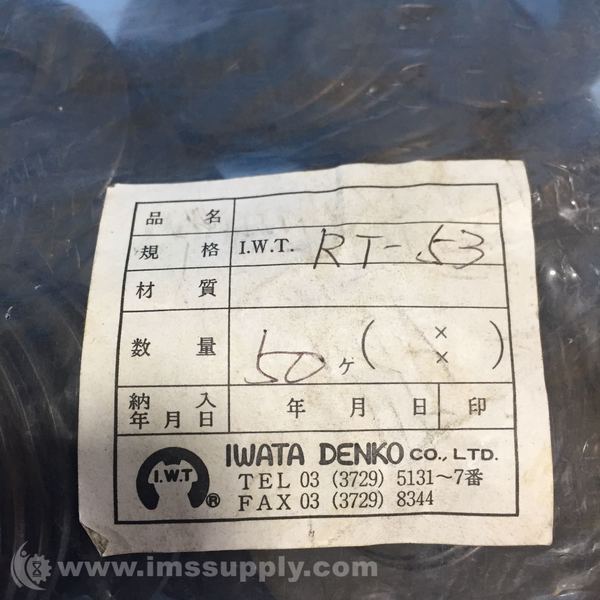 品名
規格 I.W.T. RT-53
材質
数量 50ヶ( × × )
納入年月日 年 月 日 印
I.W.T ® IWATA DENKO CO., LTD.
TEL 03 (3729) 5131～7番
FAX 03 (3729) 8344
www.imssupply.com